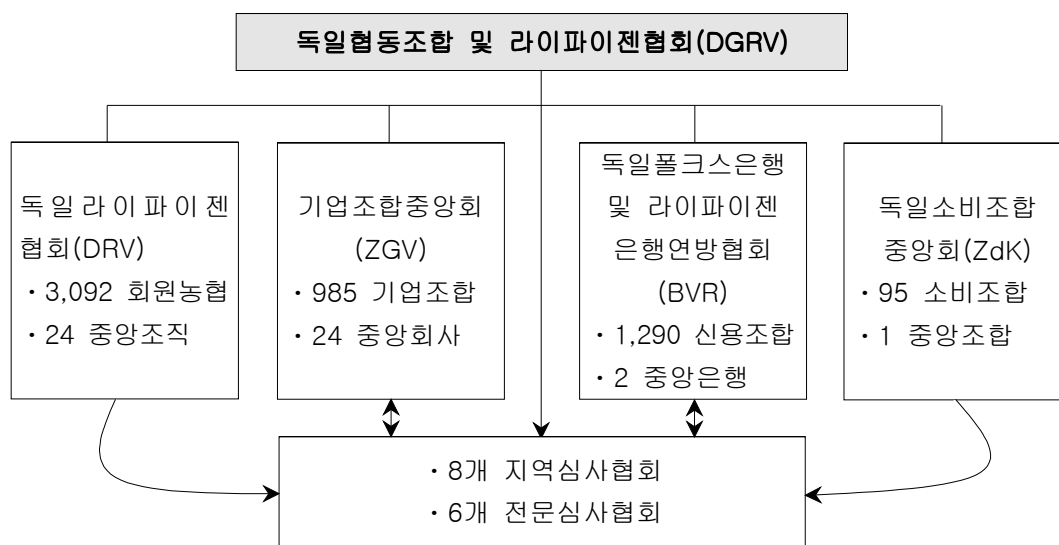 독일협동조합 및 라이파이젠협회(DGRV)
독일라이파이젠
협회(DRV)
· 3,092 회원농협
· 24 중앙조직
기업조합중앙회
(ZGV)
· 985 기업조합
· 24 중앙회사
독일폴크스은행
및 라이파이젠
은행연방협회
(BVR)
· 1,290 신용조합
· 2 중앙은행
독일소비조합
중앙회(ZdK)
· 95 소비조합
· 1 중앙조합
· 8개 지역심사협회
· 6개 전문심사협회